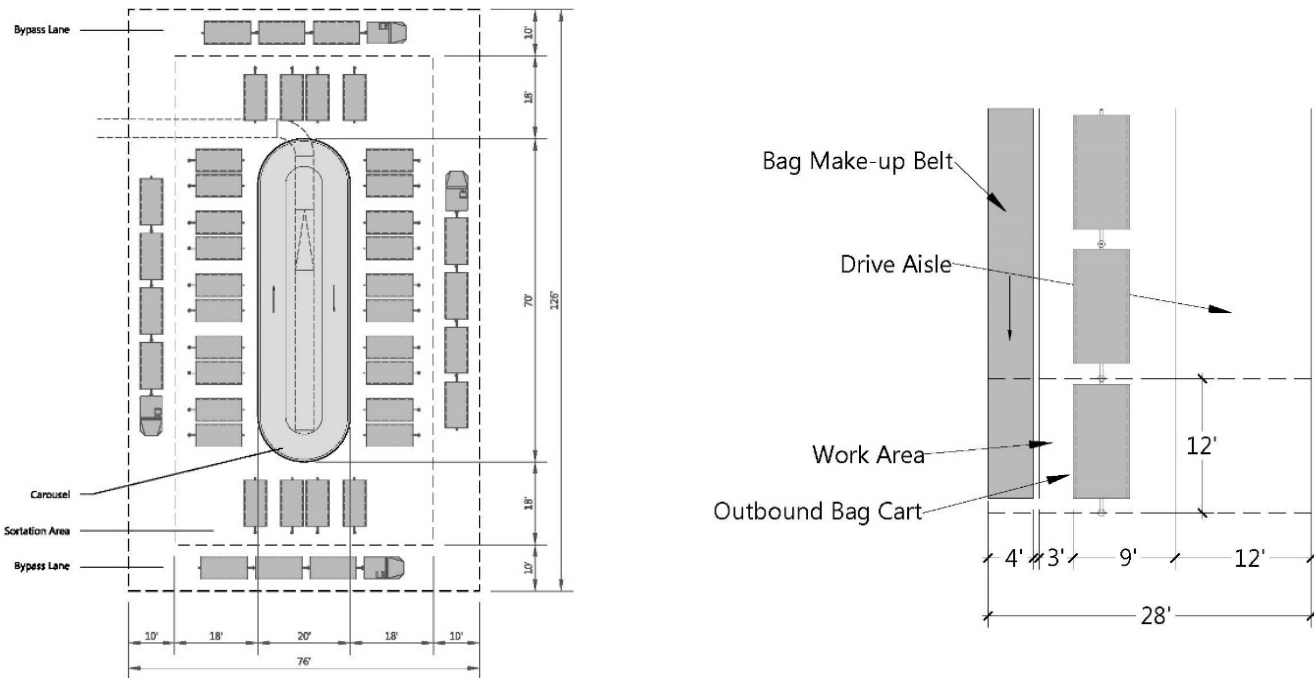 Bypass Lane
10'
18'
70'
126'
18'
10'
Carousel
Sortation Area
Bypass Lane
10'
18'
20'
18'
10'
76'
Bag Make-up Belt
Drive Aisle
Work Area
Outbound Bag Cart
12'
4'
3'
9'
12'
28'